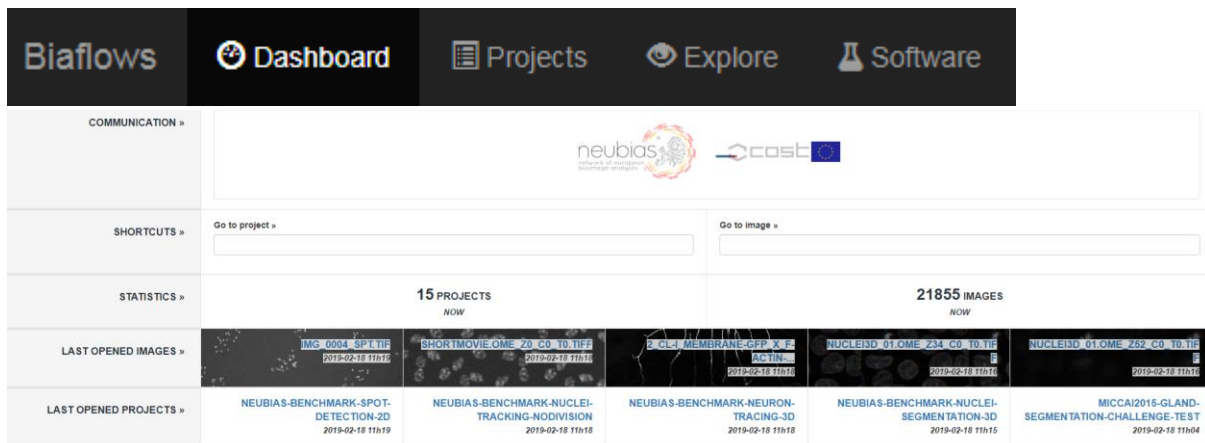 Biaflows Dashboard Projects Explore Software
COMMUNICATION »
neubias cost
network of european
bioimage analysts
SHORTCUTS » Go to project » Go to image »
STATISTICS » 15 PROJECTS 21855 IMAGES
NOW NOW
LAST OPENED IMAGES »
IMG_0004_SPT.TIF
2019-02-18 11h19
SHORTMOVIE.OME_Z0_C0_T0.TIFF
2019-02-18 11h18
2_CL-I_MEMBRANE-GFP_X_F-
ACTIN-...
2019-02-18 11h18
NUCLEI3D_01.OME_Z34_C0_T0.TIF
F
2019-02-18 11h16
NUCLEI3D_01.OME_Z52_C0_T0.TIF
F
2019-02-18 11h16
LAST OPENED PROJECTS »
NEUBIAS-BENCHMARK-SPOT-
DETECTION-2D
2019-02-18 11h19
NEUBIAS-BENCHMARK-NUCLEI-
TRACKING-NODIVISION
2019-02-18 11h18
NEUBIAS-BENCHMARK-NEURON-
TRACING-3D
2019-02-18 11h18
NEUBIAS-BENCHMARK-NUCLEI-
SEGMENTATION-3D
2019-02-18 11h15
MICCAI2015-GLAND-
SEGMENTATION-CHALLENGE-TEST
2019-02-18 11h04